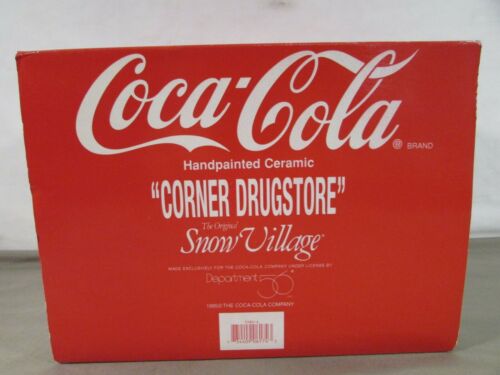 Coca-Cola ® BRAND
Handpainted Ceramic
"CORNER DRUGSTORE"
The Original
Snow Village
MADE EXCLUSIVELY FOR THE COCA-COLA COMPANY UNDER LICENSE BY
Department 56
1995©THE COCA-COLA COMPANY